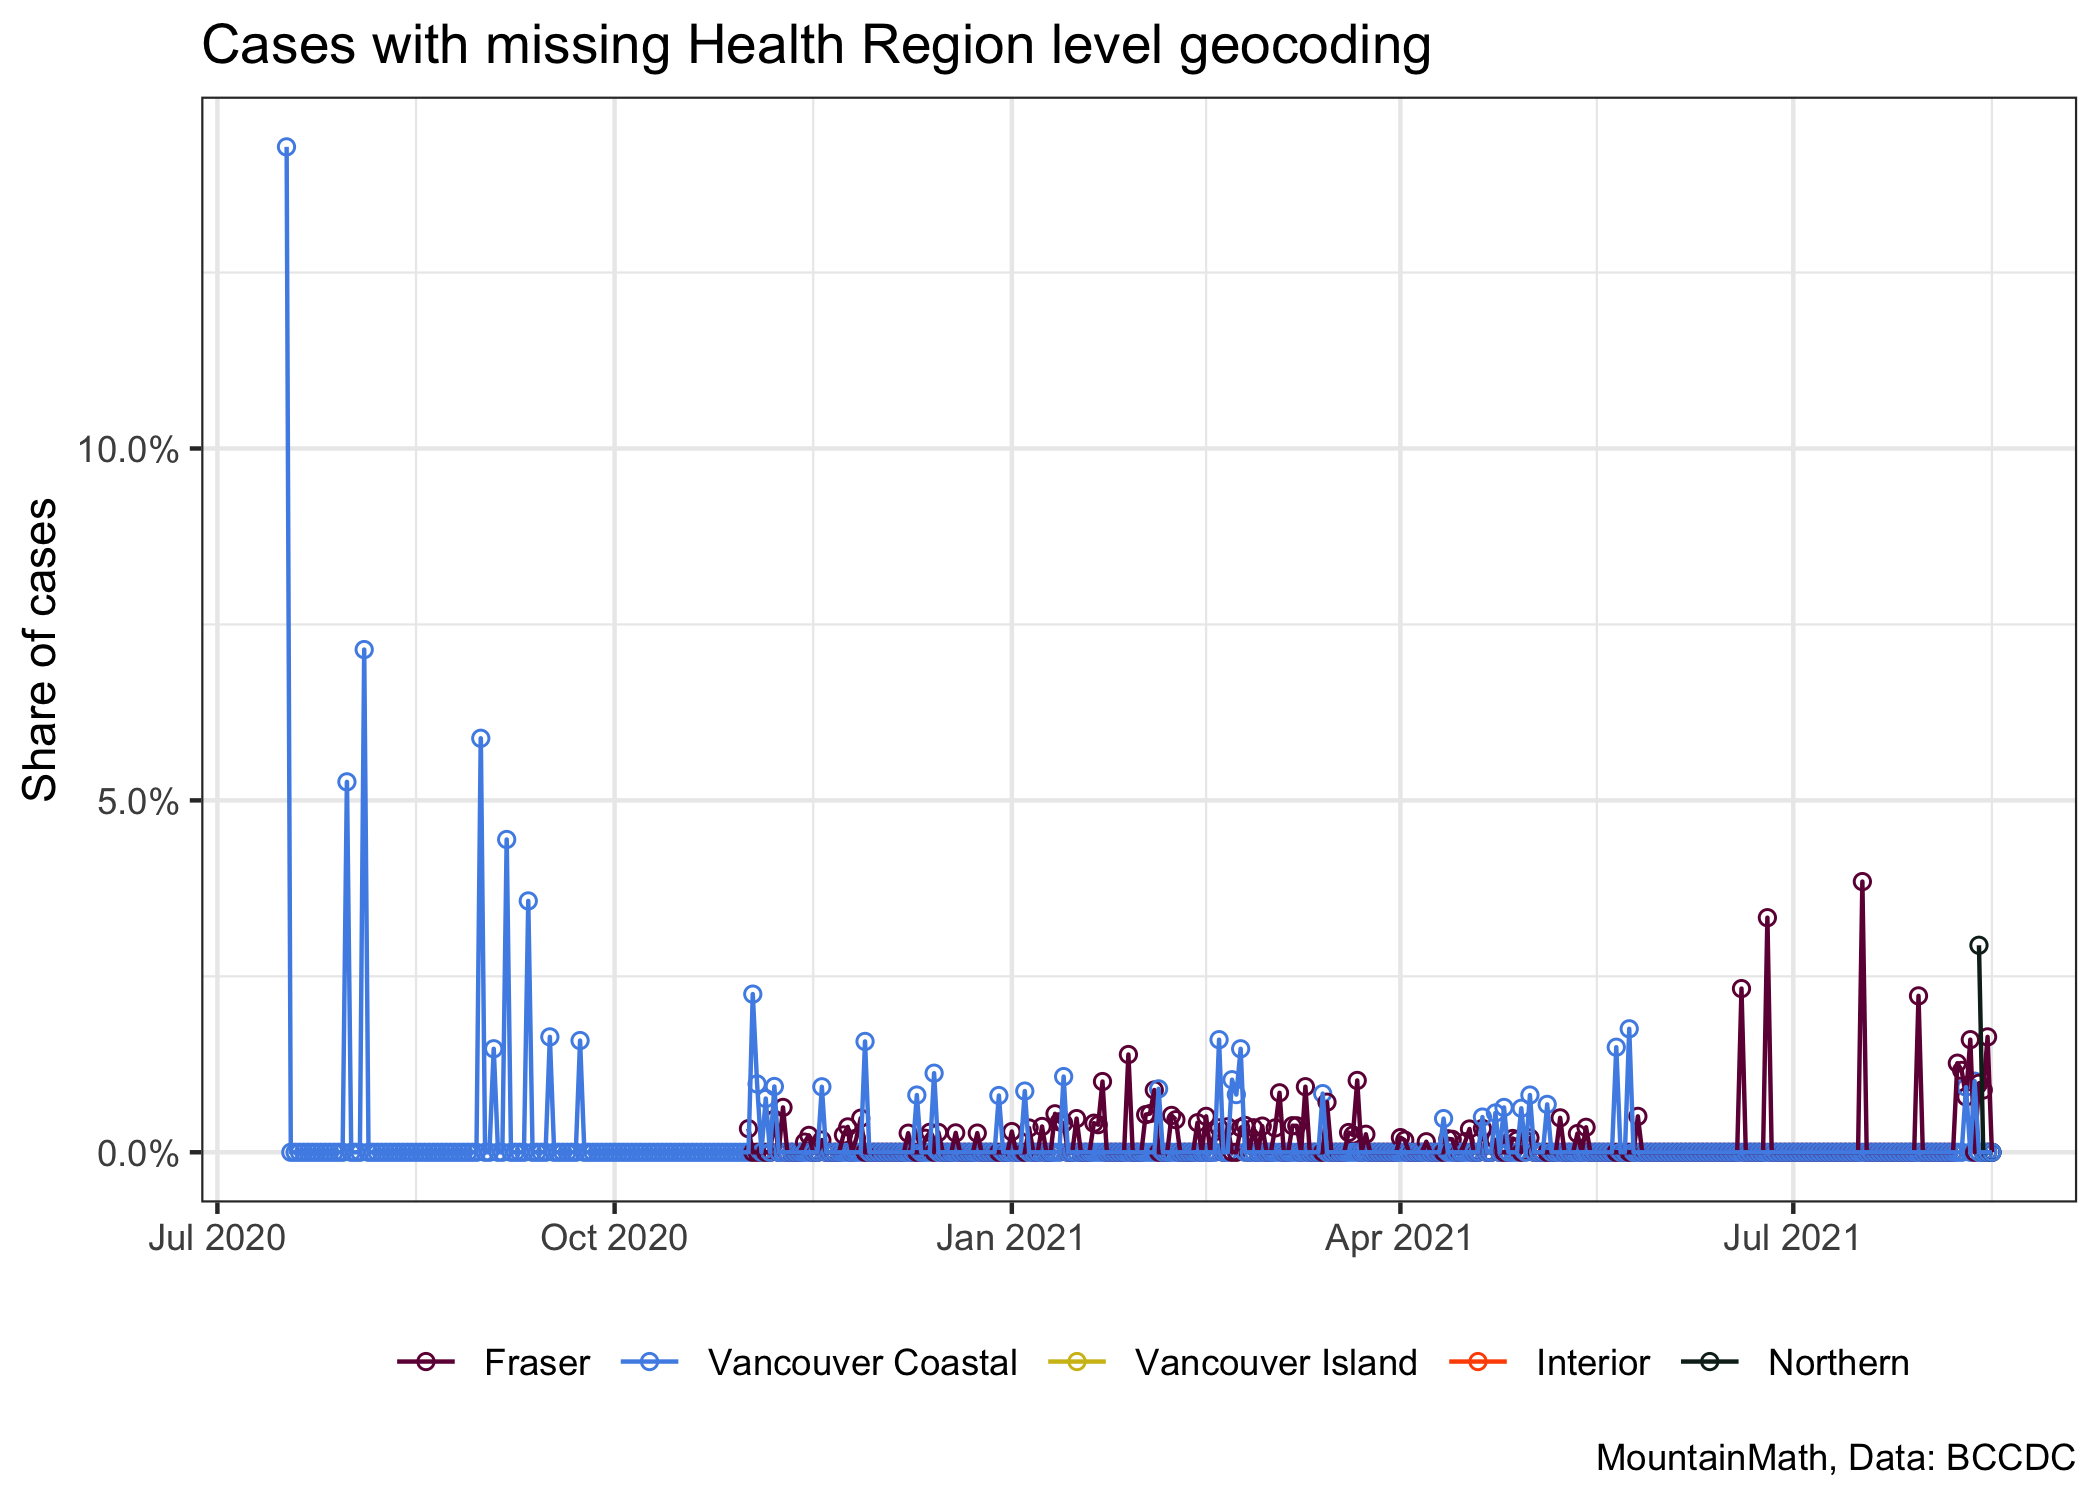 Cases with missing Health Region level geocoding
Share of cases
10.0%
5.0%
0.0%
Jul 2020 Oct 2020 Jan 2021 Apr 2021 Jul 2021
Fraser Vancouver Coastal Vancouver Island Interior Northern
MountainMath, Data: BCCDC